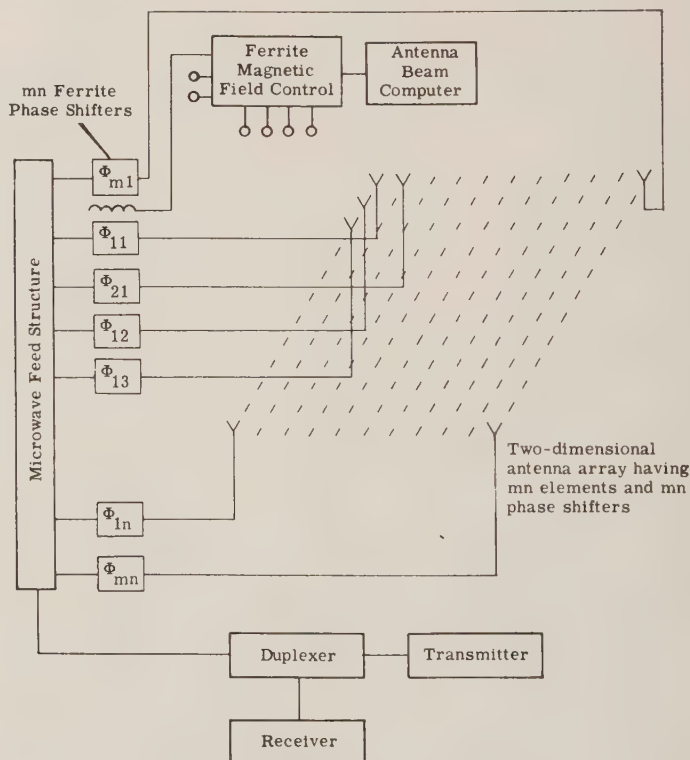 Ferrite
Magnetic
Field Control
Antenna
Beam
Computer
mn Ferrite
Phase Shifters
Microwave Feed Structure
Φm1
Φ11
Φ21
Φ12
Φ13
Φ1n
Φmn
Two-dimensional
antenna array having
mn elements and mn
phase shifters
Duplexer
Transmitter
Receiver